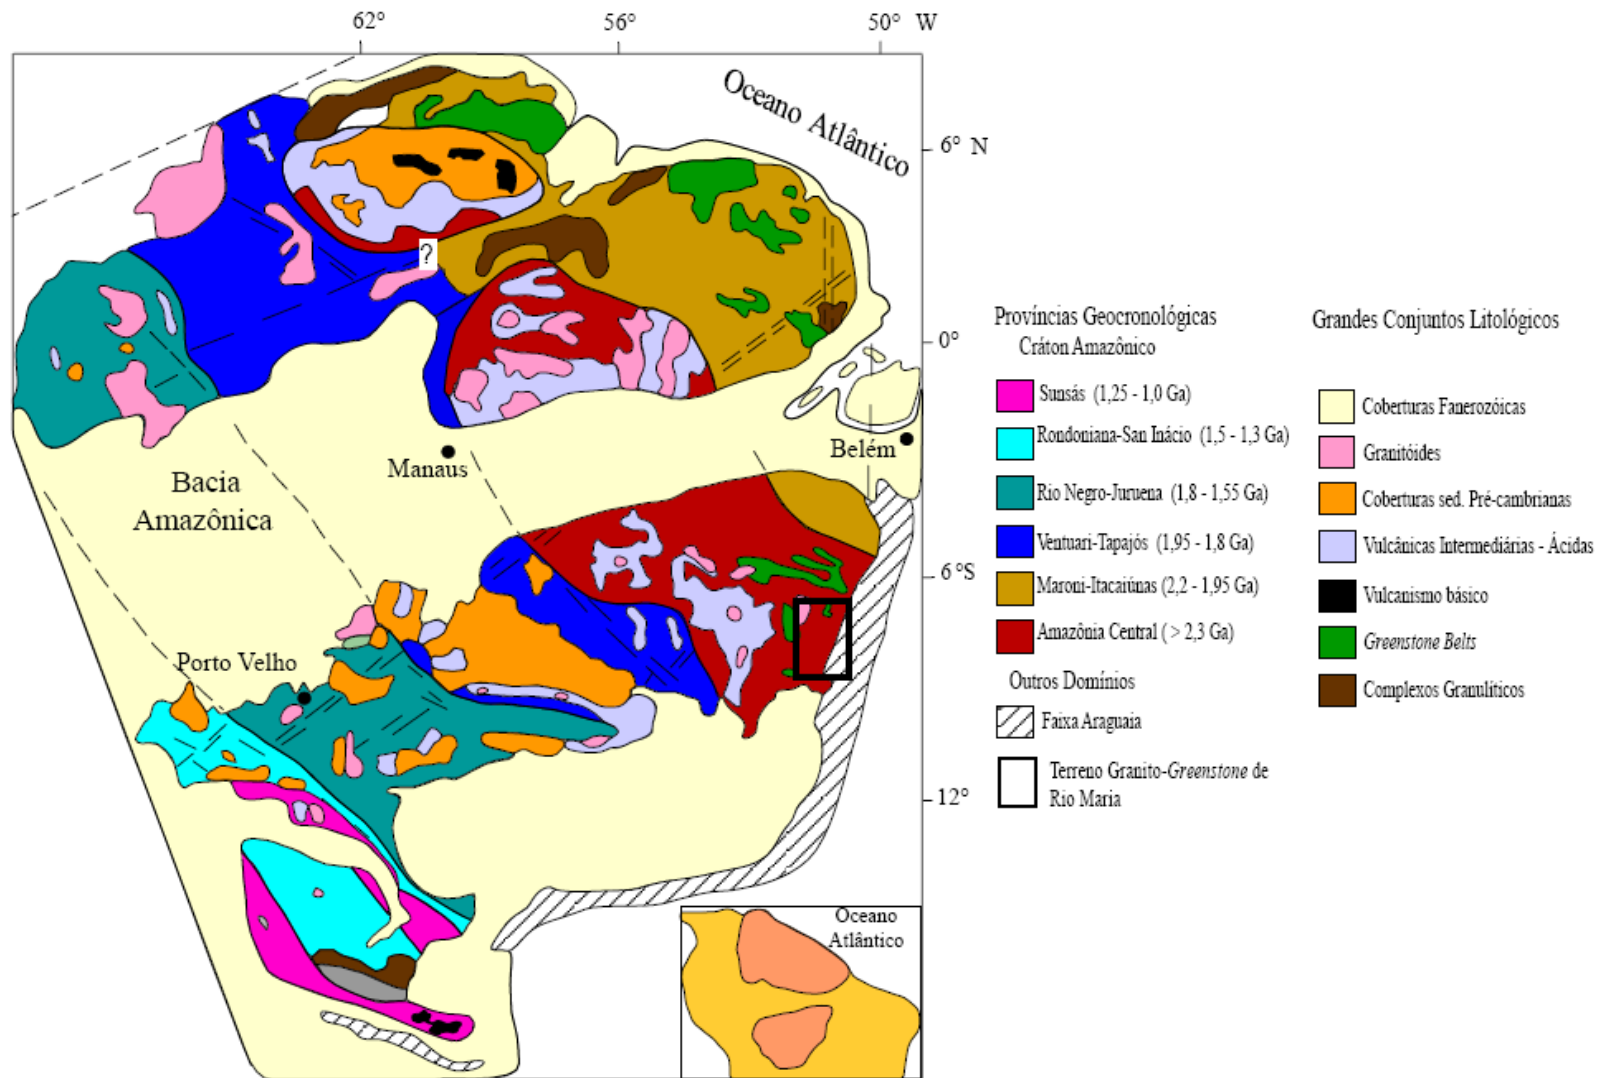 62° 56° 50° W
Oceano Atlântico
6° N
?
0°
Belém
Manaus
Bacia
Amazônica
6°S
Porto Velho
12°
Oceano
Atlântico
Províncias Geocronológicas
Cráton Amazônico
Sunsás (1,25 - 1,0 Ga)
Rondoniana-San Inácio (1,5 - 1,3 Ga)
Rio Negro-Juruena (1,8 - 1,55 Ga)
Ventuari-Tapajós (1,95 - 1,8 Ga)
Maroni-Itacaiúnas (2,2 - 1,95 Ga)
Amazônia Central ( > 2,3 Ga)
Outros Domínios
Faixa Araguaia
Terreno Granito-Greenstone de
Rio Maria
Grandes Conjuntos Litológicos
Coberturas Fanerozóicas
Granitóides
Coberturas sed. Pré-cambrianas
Vulcânicas Intermediárias - Ácidas
Vulcanismo básico
Greenstone Belts
Complexos Granulíticos